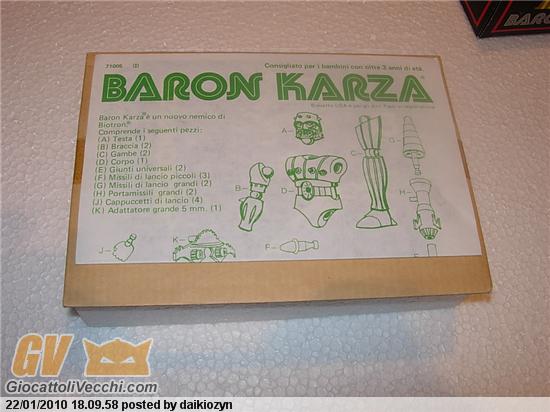 71005 (2)
Consigliato per i bambini con oltre 3 anni di età.
BARON KARZA®
Baron Karza® è un nuovo nemico di
Biotron®
Comprende i seguenti pezzi:
(A) Testa (1)
(B) Braccia (2)
(C) Gambe (2)
(D) Corpo (1)
(E) Giunti universali (2)
(F) Missili di lancio piccoli (3)
(G) Missili di lancio grandi (2)
(H) Portamissili grandi (2)
(J) Cappuccetti di lancio (4)
(K) Adattatore grande 5 mm. (1)
A
B
C
D
G
H
J
K
F
BARO
GV
GiocattoliVecchi.com
22/01/2010 18.09.58 posted by daikiozyn